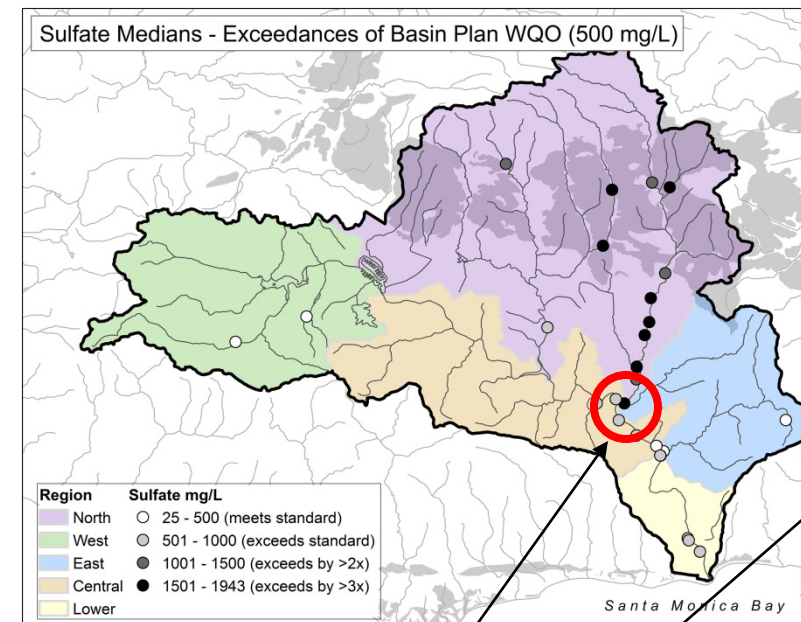 Sulfate Medians - Exceedances of Basin Plan WQO (500 mg/L)
Region Sulfate mg/L
North 25 - 500 (meets standard)
West 501 - 1000 (exceeds standard)
East 1001 - 1500 (exceeds by >2x)
Central 1501 - 1943 (exceeds by >3x)
Lower
Santa Monica Bay